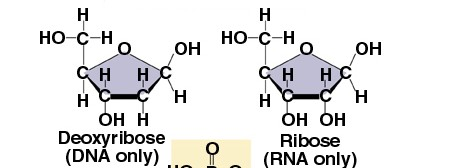 H
HO–C–H
O OH
C H H C
H C C H
OH H
Deoxyribose
(DNA only)
H
HO–C–H
O OH
C H H C
H C C H
OH OH
Ribose
(RNA only)
O